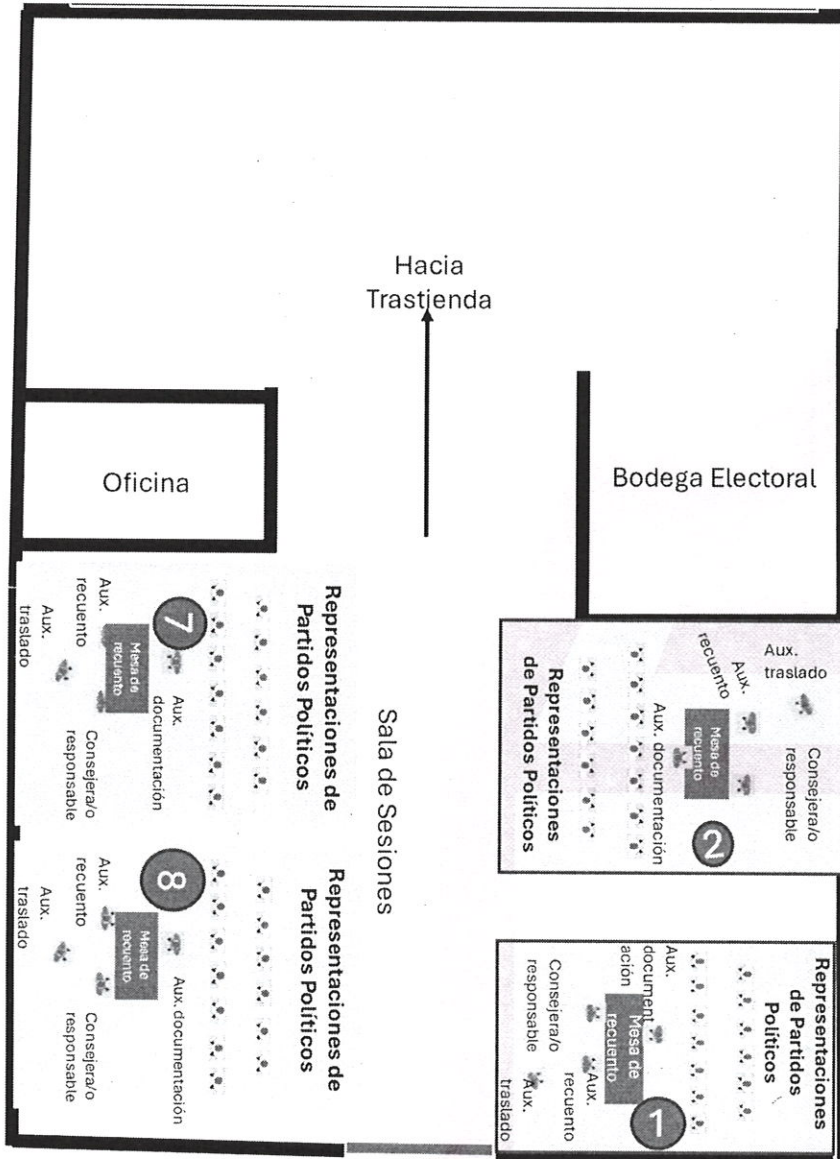 Hacia
Trastienda
Oficina
Bodega Electoral
Sala de Sesiones
Representaciones de
Partidos Políticos
7
Mesa de
recuento
Aux.
recuento
Aux.
traslado
Aux.
documentación
Consejera/o
responsable
Representaciones de
Partidos Políticos
8
Mesa de
recuento
Aux.
recuento
Aux.
traslado
Aux. documentación
Consejera/o
responsable
Aux.
traslado
Aux.
recuento
Mesa de
recuento
Consejera/o
responsable
Aux. documentación
2
Representaciones
de Partidos Políticos
Representaciones
de Partidos
Políticos
Aux.
document
ación
Mesa de
recuento
1
Consejera/o
responsable
Aux.
recuento
Aux.
traslado